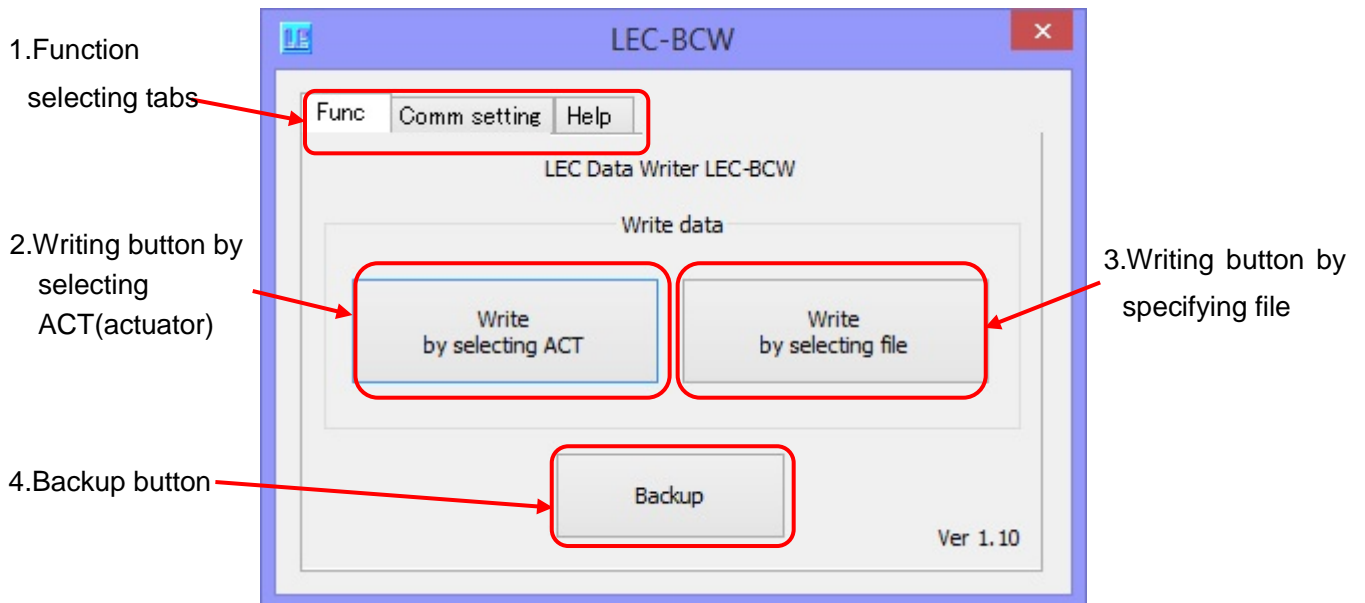 LEC-BCW
1.Function
selecting tabs
Func Comm setting Help
LEC Data Writer LEC-BCW
Write data
2.Writing button by
selecting
ACT(actuator)
Write
by selecting ACT
Write
by selecting file
3.Writing button by
specifying file
4.Backup button
Backup
Ver 1.10